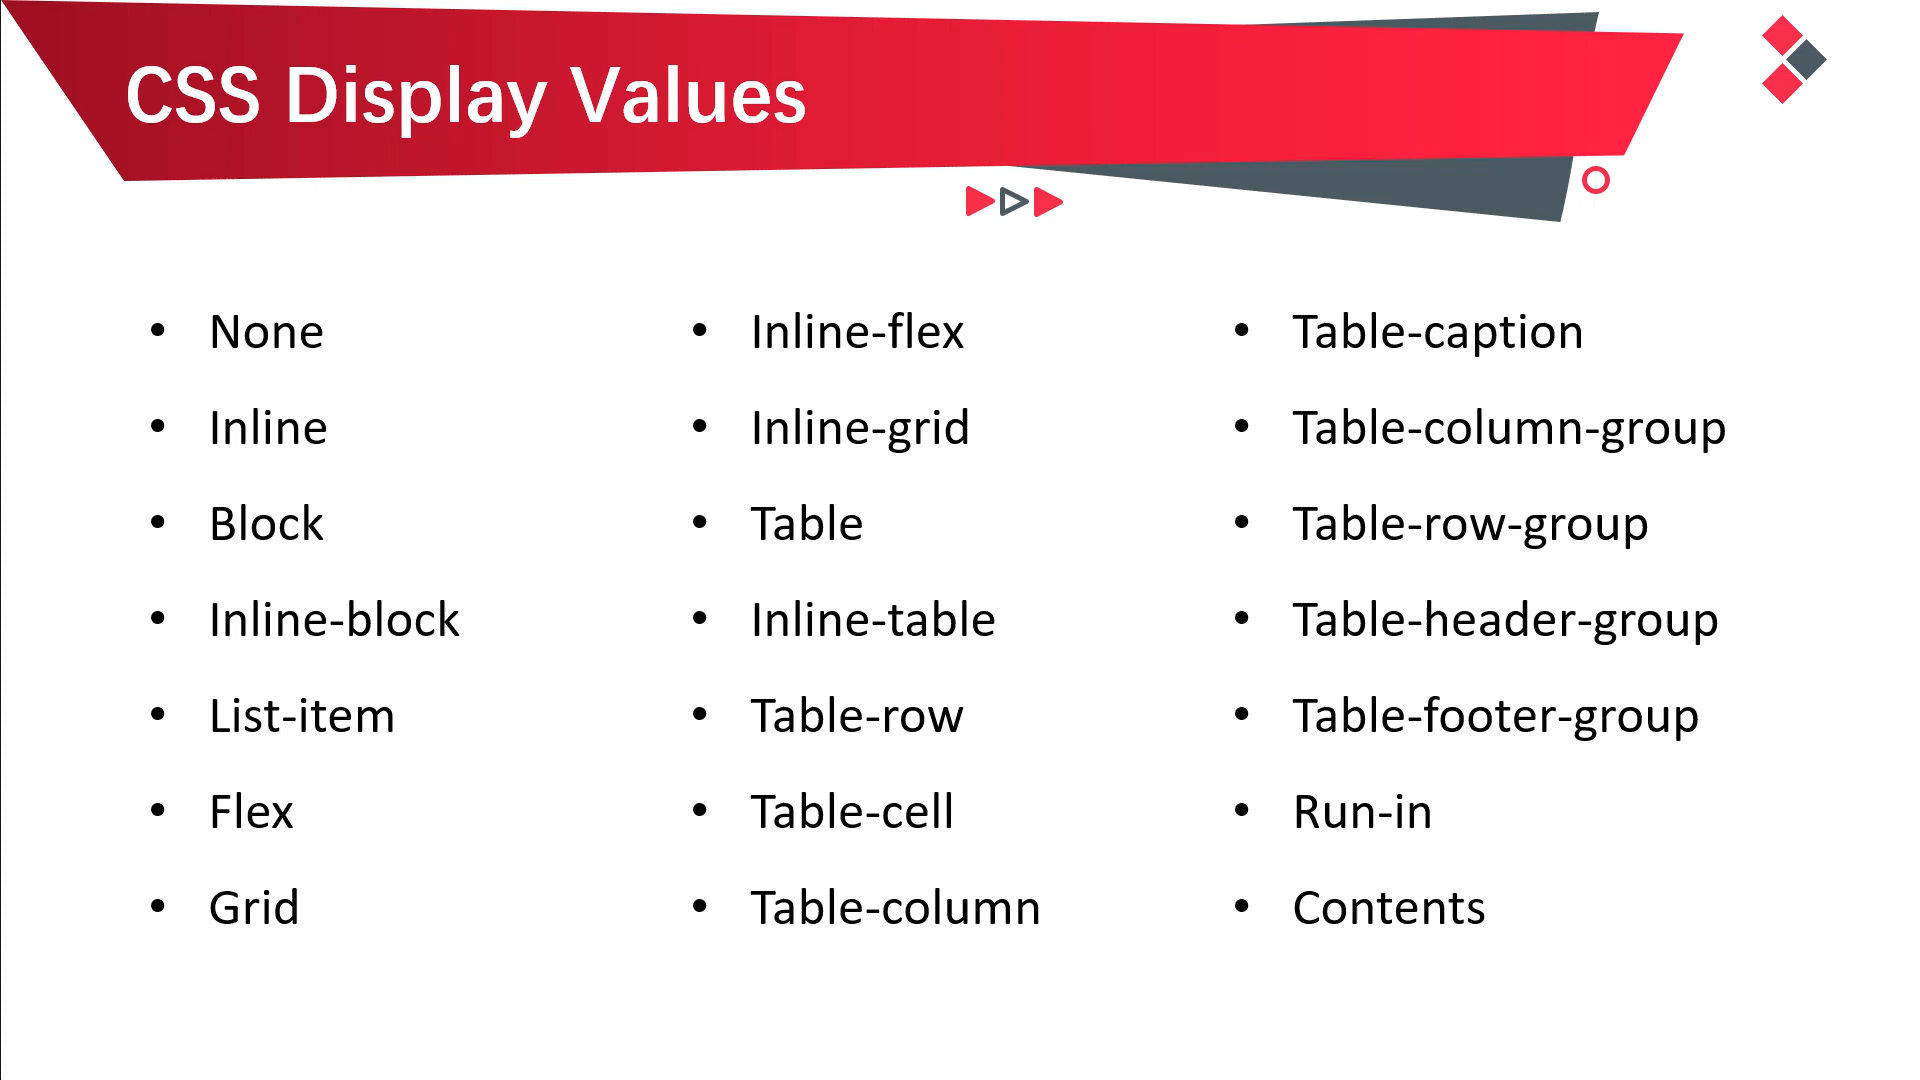 CSS Display Values
• None
• Inline
• Block
• Inline-block
• List-item
• Flex
• Grid
• Inline-flex
• Inline-grid
• Table
• Inline-table
• Table-row
• Table-cell
• Table-column
• Table-caption
• Table-column-group
• Table-row-group
• Table-header-group
• Table-footer-group
• Run-in
• Contents